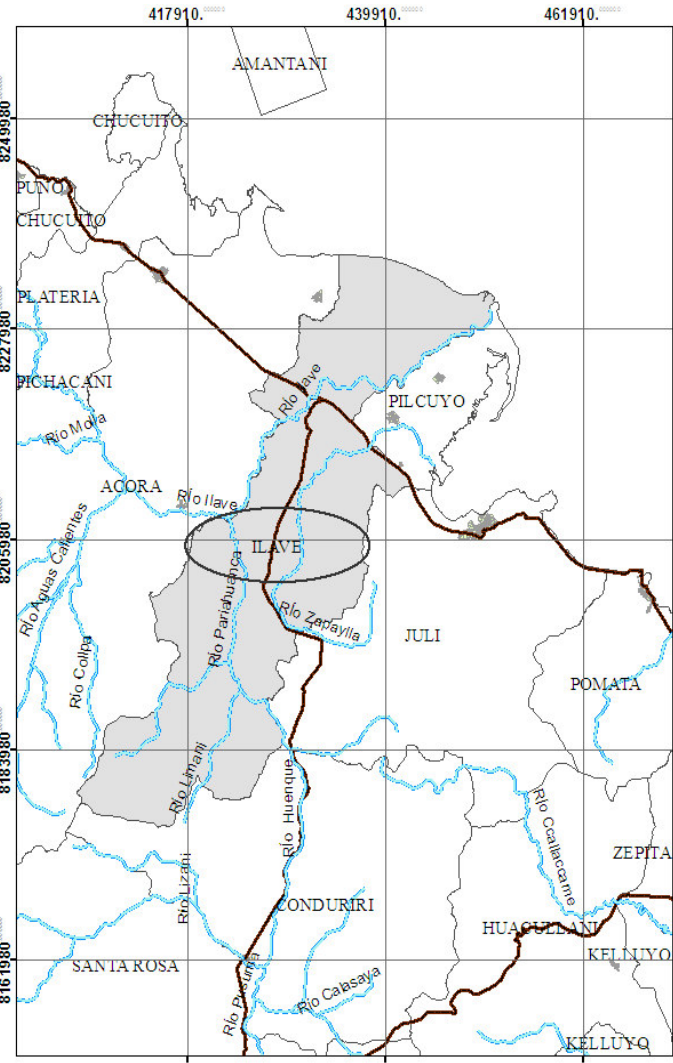 417910.
439910.
461910.
AMANTANI
8249980
CHUCUITO
PUNO
CHUCUITO
PLATERIA
8227980
PICHACANI
Río Ilave
PILCUYO
Río Molla
ACORA
Río Ilave
8205980
ILAVE
Río Aguas Calientes
Río Pariahuanca
Río Zapaylla
JULI
Río Collpa
POMATA
8183980
Río Limani
Río Huenque
Río Ccallaccame
ZEPITA
Río Lizani
CONDURIRI
HUACULLANI
KELLUYO
8161980
SANTA ROSA
Río Calasaya
KELLUYO